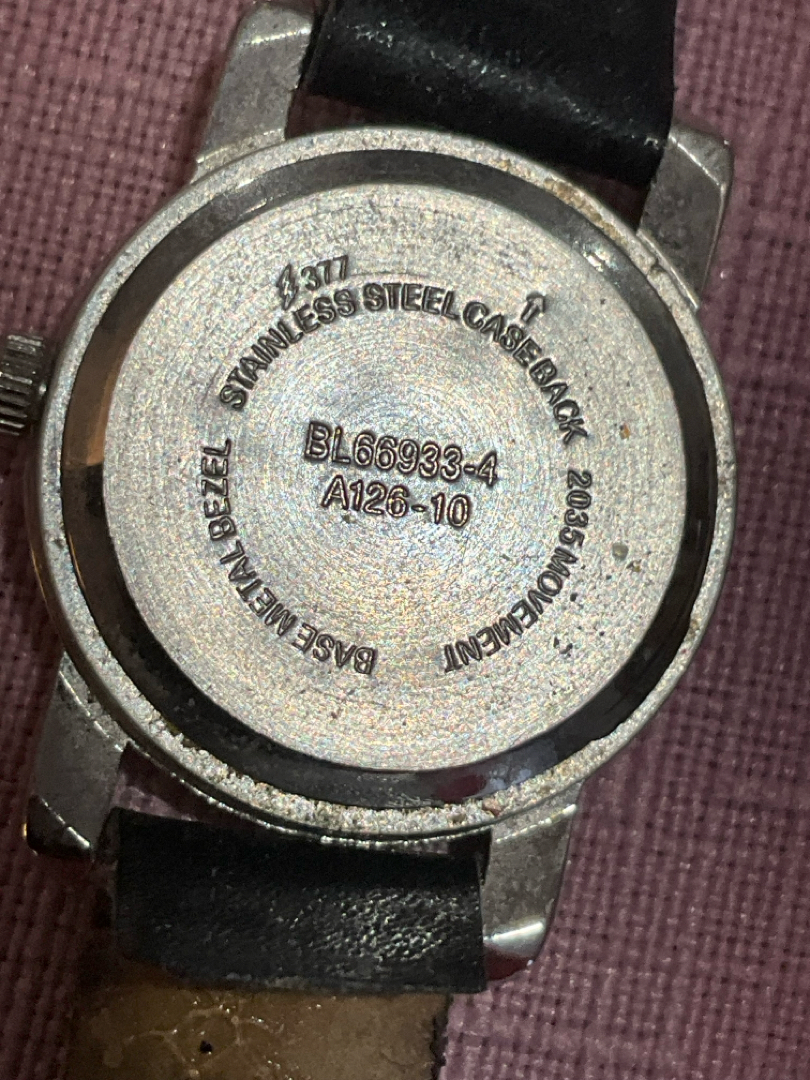 377
STAINLESS STEEL CASE BACK
2035 MOVEMENT
BASE METAL BEZEL
BL66933-4
A126-10